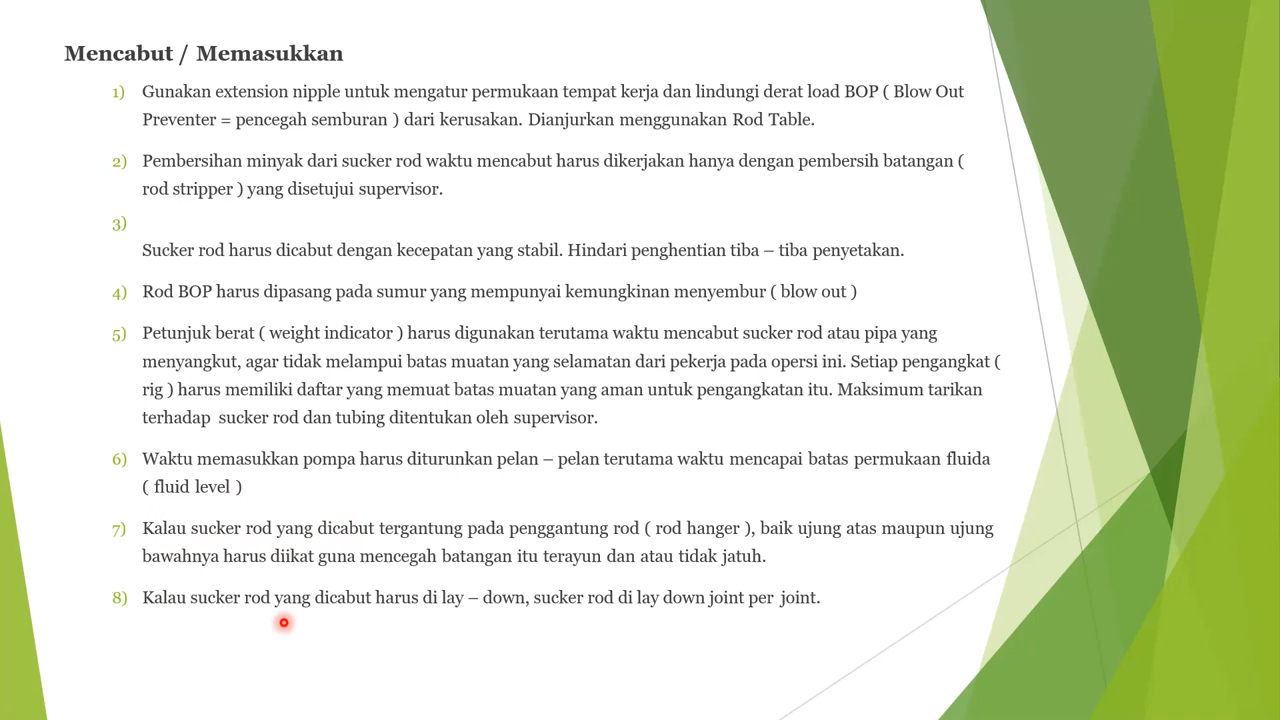 Mencabut / Memasukkan
1) Gunakan extension nipple untuk mengatur permukaan tempat kerja dan lindungi derat load BOP ( Blow Out
Preventer = pencegah semburan ) dari kerusakan. Dianjurkan menggunakan Rod Table.
2) Pembersihan minyak dari sucker rod waktu mencabut harus dikerjakan hanya dengan pembersih batangan (
rod stripper ) yang disetujui supervisor.
3)
Sucker rod harus dicabut dengan kecepatan yang stabil. Hindari penghentian tiba – tiba penyetakan.
4) Rod BOP harus dipasang pada sumur yang mempunyai kemungkinan menyembur ( blow out )
5) Petunjuk berat ( weight indicator ) harus digunakan terutama waktu mencabut sucker rod atau pipa yang
menyangkut, agar tidak melampui batas muatan yang selamatan dari pekerja pada opersi ini. Setiap pengangkat (
rig ) harus memiliki daftar yang memuat batas muatan yang aman untuk pengangkatan itu. Maksimum tarikan
terhadap sucker rod dan tubing ditentukan oleh supervisor.
6) Waktu memasukkan pompa harus diturunkan pelan – pelan terutama waktu mencapai batas permukaan fluida
( fluid level )
7) Kalau sucker rod yang dicabut tergantung pada penggantung rod ( rod hanger ), baik ujung atas maupun ujung
bawahnya harus diikat guna mencegah batangan itu terayun dan atau tidak jatuh.
8) Kalau sucker rod yang dicabut harus di lay – down, sucker rod di lay down joint per joint.